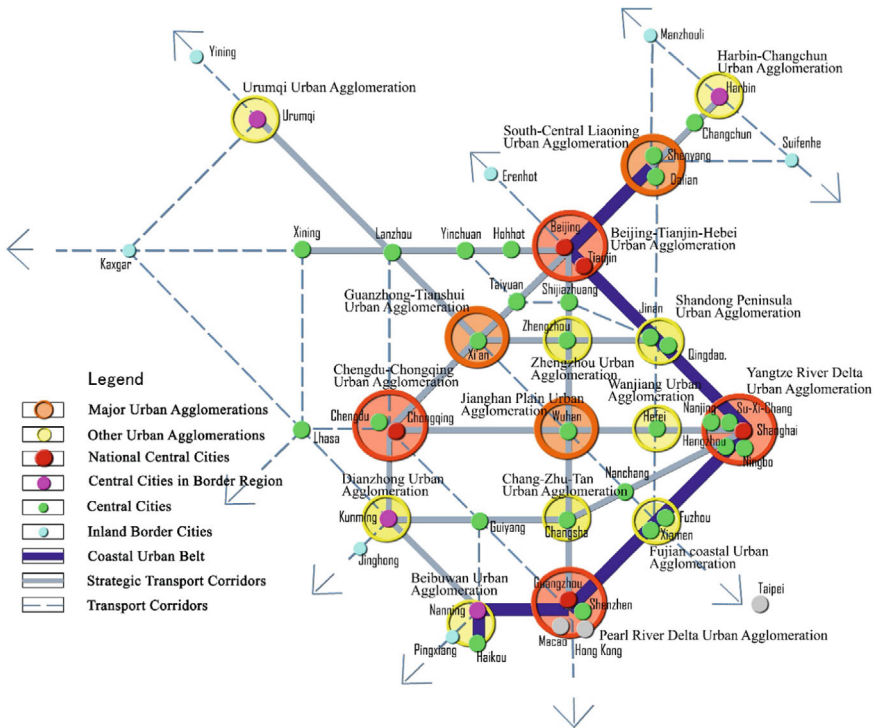 Manzhouli
Yining
Harbin-Changchun
Urban Agglomeration
Urumqi Urban Agglomeration
Harbin
Urumqi
South-Central Liaoning
Urban Agglomeration
Changchun
Suifenhe
Shenyang
Erenhot
Dalian
Beijing
Beijing-Tianjin-Hebei
Urban Agglomeration
Xining
Lanzhou
Yinchuan
Hohhot
Tianjin
Kaxgar
Taiyuan
Shijiazhuang
Guanzhong-Tianshui
Urban Agglomeration
Jinan
Shandong Peninsula
Urban Agglomeration
Zhengzhou
Xi'an
Qingdao.
Zhengzhou Urban
Agglomeration
Chengdu-Chongqing
Urban Agglomeration
Yangtze River Delta
Urban Agglomeration
Legend
Jianghan Plain Urban
Agglomeration
Wanjiang Urban
Agglomeration
Major Urban Agglomerations
Other Urban Agglomerations
National Central Cities
Central Cities in Border Region
Central Cities
Inland Border Cities
Coastal Urban Belt
Strategic Transport Corridors
Transport Corridors
Chengdu
Chongqing
Wuhan
Hefei
Nanjing
Su-Xi-Chang
Shanghai
Hangzhou
Ningbo
Lhasa
Nanchang
Dianzhong Urban
Agglomeration
Chang-Zhu-Tan
Urban Agglomeration
Kunming
Guiyang
Changsha
Fuzhou
Xiamen
Jinghong
Fujian coastal Urban
Agglomeration
Beibuwan Urban
Agglomeration
Guangzhou
Taipei
Nanning
Shenzhen
Pingxiang
Haikou
Macao
Hong Kong
Pearl River Delta Urban Agglomeration